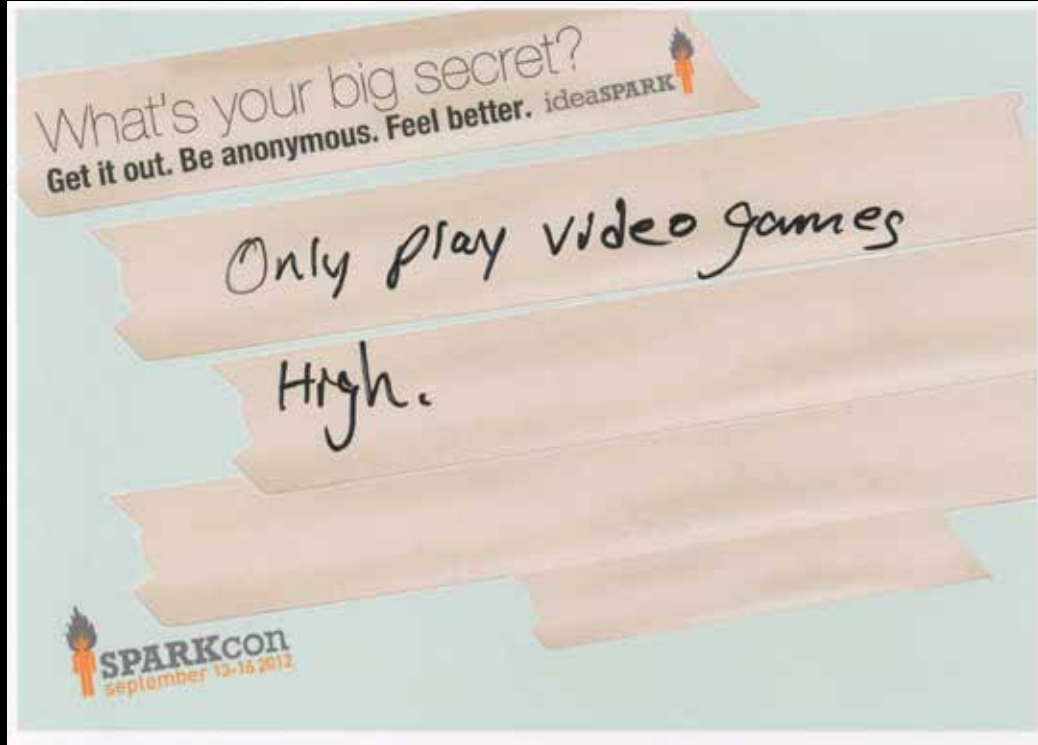 What's your big secret?
Get it out. Be anonymous. Feel better. ideaSPARK
Only play video games
High.
SPARKcon
september 13-16 2012